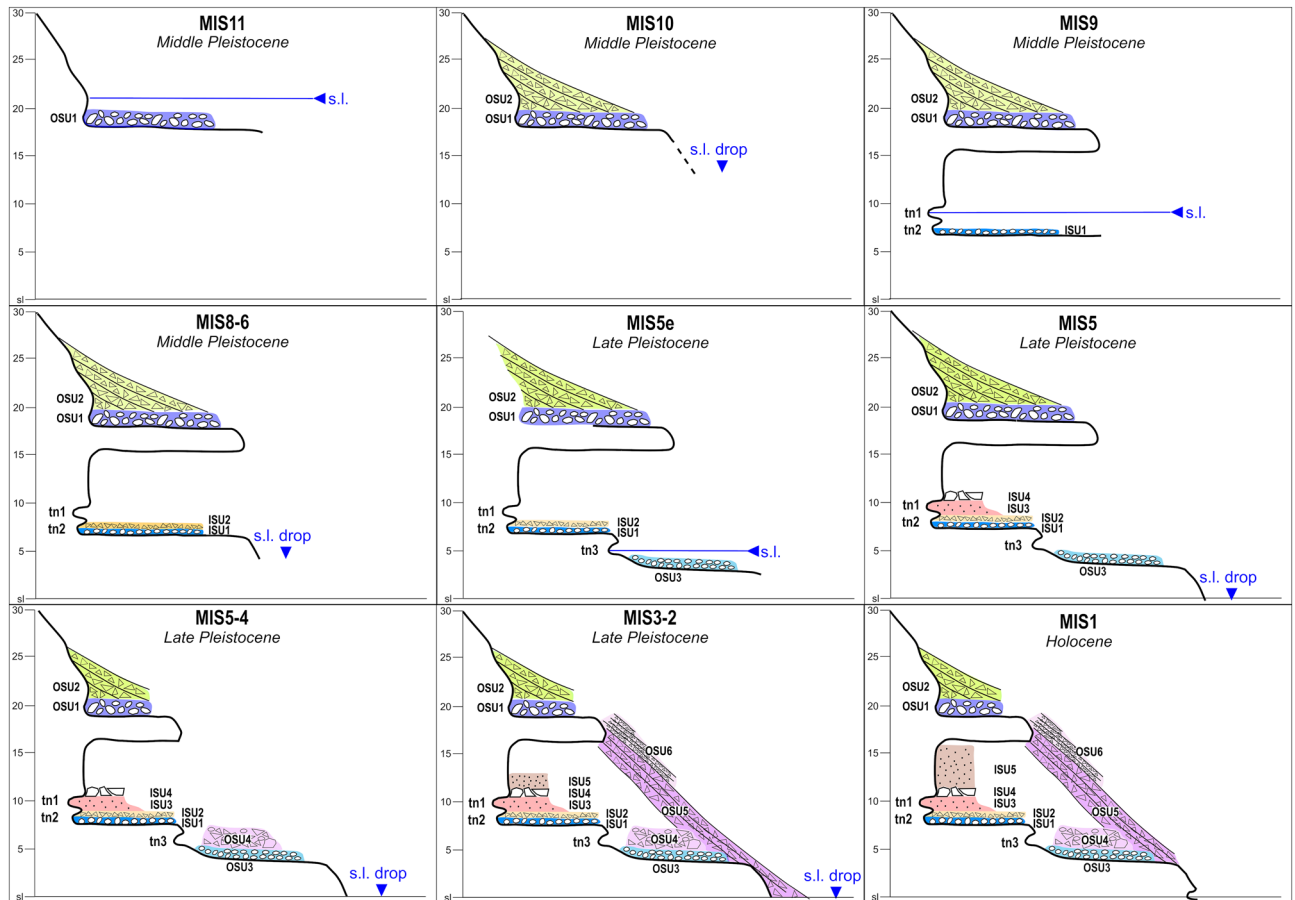 MIS11
Middle Pleistocene
30
25
20
15
10
5
sl
OSU1
s.l.
MIS10
Middle Pleistocene
30
25
20
15
10
5
sl
OSU2
OSU1
s.l. drop
MIS9
Middle Pleistocene
30
25
20
15
10
5
sl
OSU2
OSU1
tn1
s.l.
tn2
ISU1
MIS8-6
Middle Pleistocene
30
25
20
15
10
5
sl
OSU2
OSU1
tn1
tn2
ISU2
ISU1
s.l. drop
MIS5e
Late Pleistocene
30
25
20
15
10
5
sl
OSU2
OSU1
tn1
tn2
ISU2
ISU1
tn3
s.l.
OSU3
MIS5
Late Pleistocene
30
25
20
15
10
5
sl
OSU2
OSU1
ISU4
tn1
ISU3
tn2
ISU2
ISU1
tn3
OSU3
s.l. drop
MIS5-4
Late Pleistocene
30
25
20
15
10
5
sl
OSU2
OSU1
ISU4
tn1
ISU3
tn2
ISU2
ISU1
tn3
OSU4
OSU3
s.l. drop
MIS3-2
Late Pleistocene
30
25
20
15
10
5
sl
OSU2
OSU1
OSU6
ISU5
ISU4
tn1
ISU3
OSU5
tn2
ISU2
ISU1
tn3
OSU4
OSU3
s.l. drop
MIS1
Holocene
30
25
20
15
10
5
sl
OSU2
OSU1
OSU6
ISU5
ISU4
tn1
ISU3
OSU5
tn2
ISU2
ISU1
tn3
OSU4
OSU3